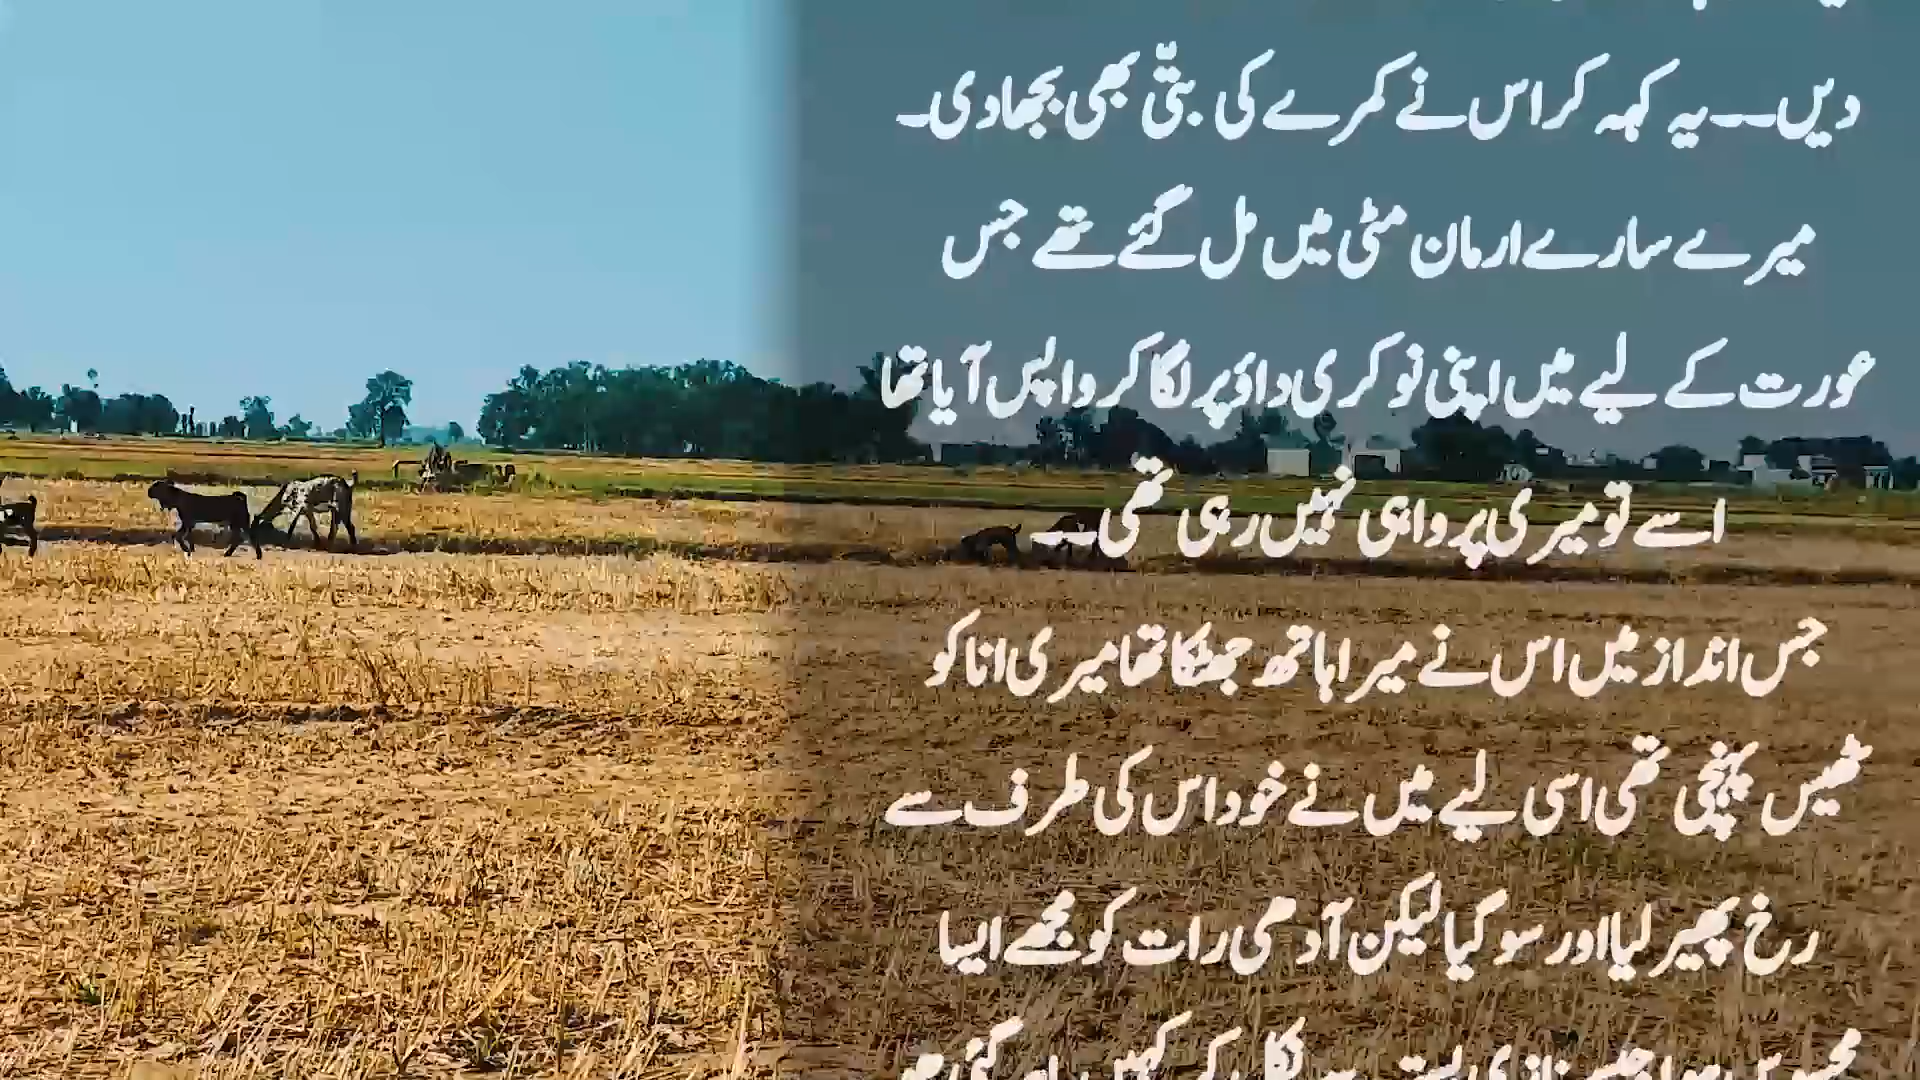 دیں۔۔۔یہ کہہ کر اس نے کمرے کی بتّی بھی بجھا دی۔
میرے سارے ارمان مٹی میں مل گئے تھے جس
عورت کے لیے میں اپنی نوکری داؤ پر لگا کر واپس آیا تھا
اسے تو میری پرواہی نہیں رہی تھی۔۔
جس انداز میں اس نے میرا ہاتھ جھٹکا تھا میری انا کو
ٹھیس پہنچی تھی اسی لیے میں نے خود اس کی طرف سے
رخ پھیر لیا اور سو گیا لیکن آدھی رات کو مجھے ایسا